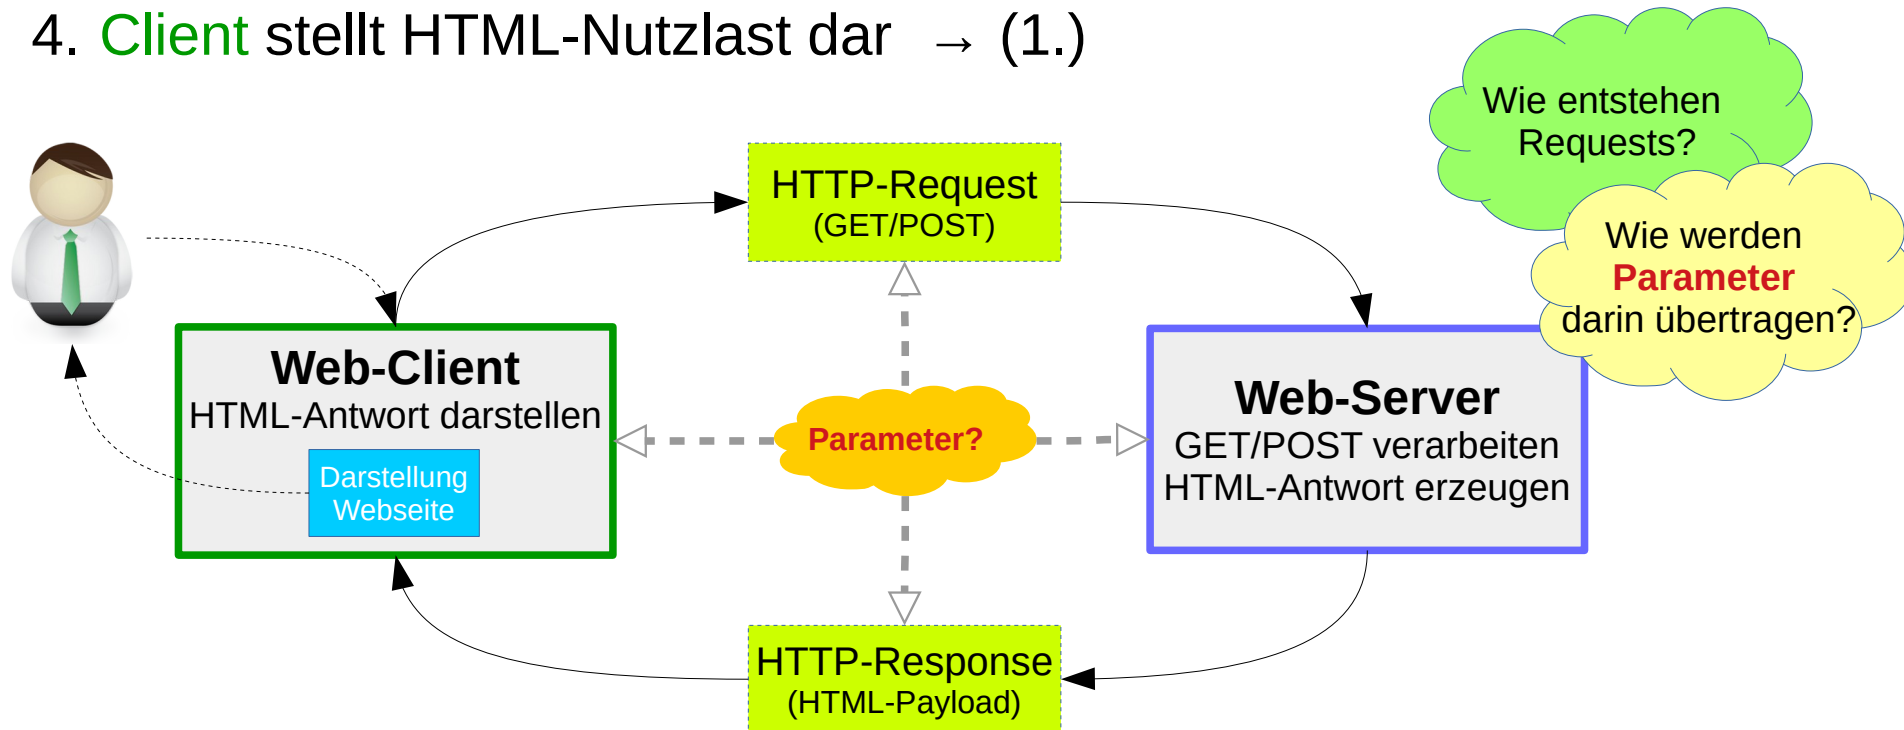 4. Client stellt HTML-Nutzlast dar → (1.)
Wie entstehen
Requests?
HTTP-Request
(GET/POST)
Wie werden
Parameter
darin übertragen?
Web-Client
HTML-Antwort darstellen
Darstellung
Webseite
Parameter?
Web-Server
GET/POST verarbeiten
HTML-Antwort erzeugen
HTTP-Response
(HTML-Payload)